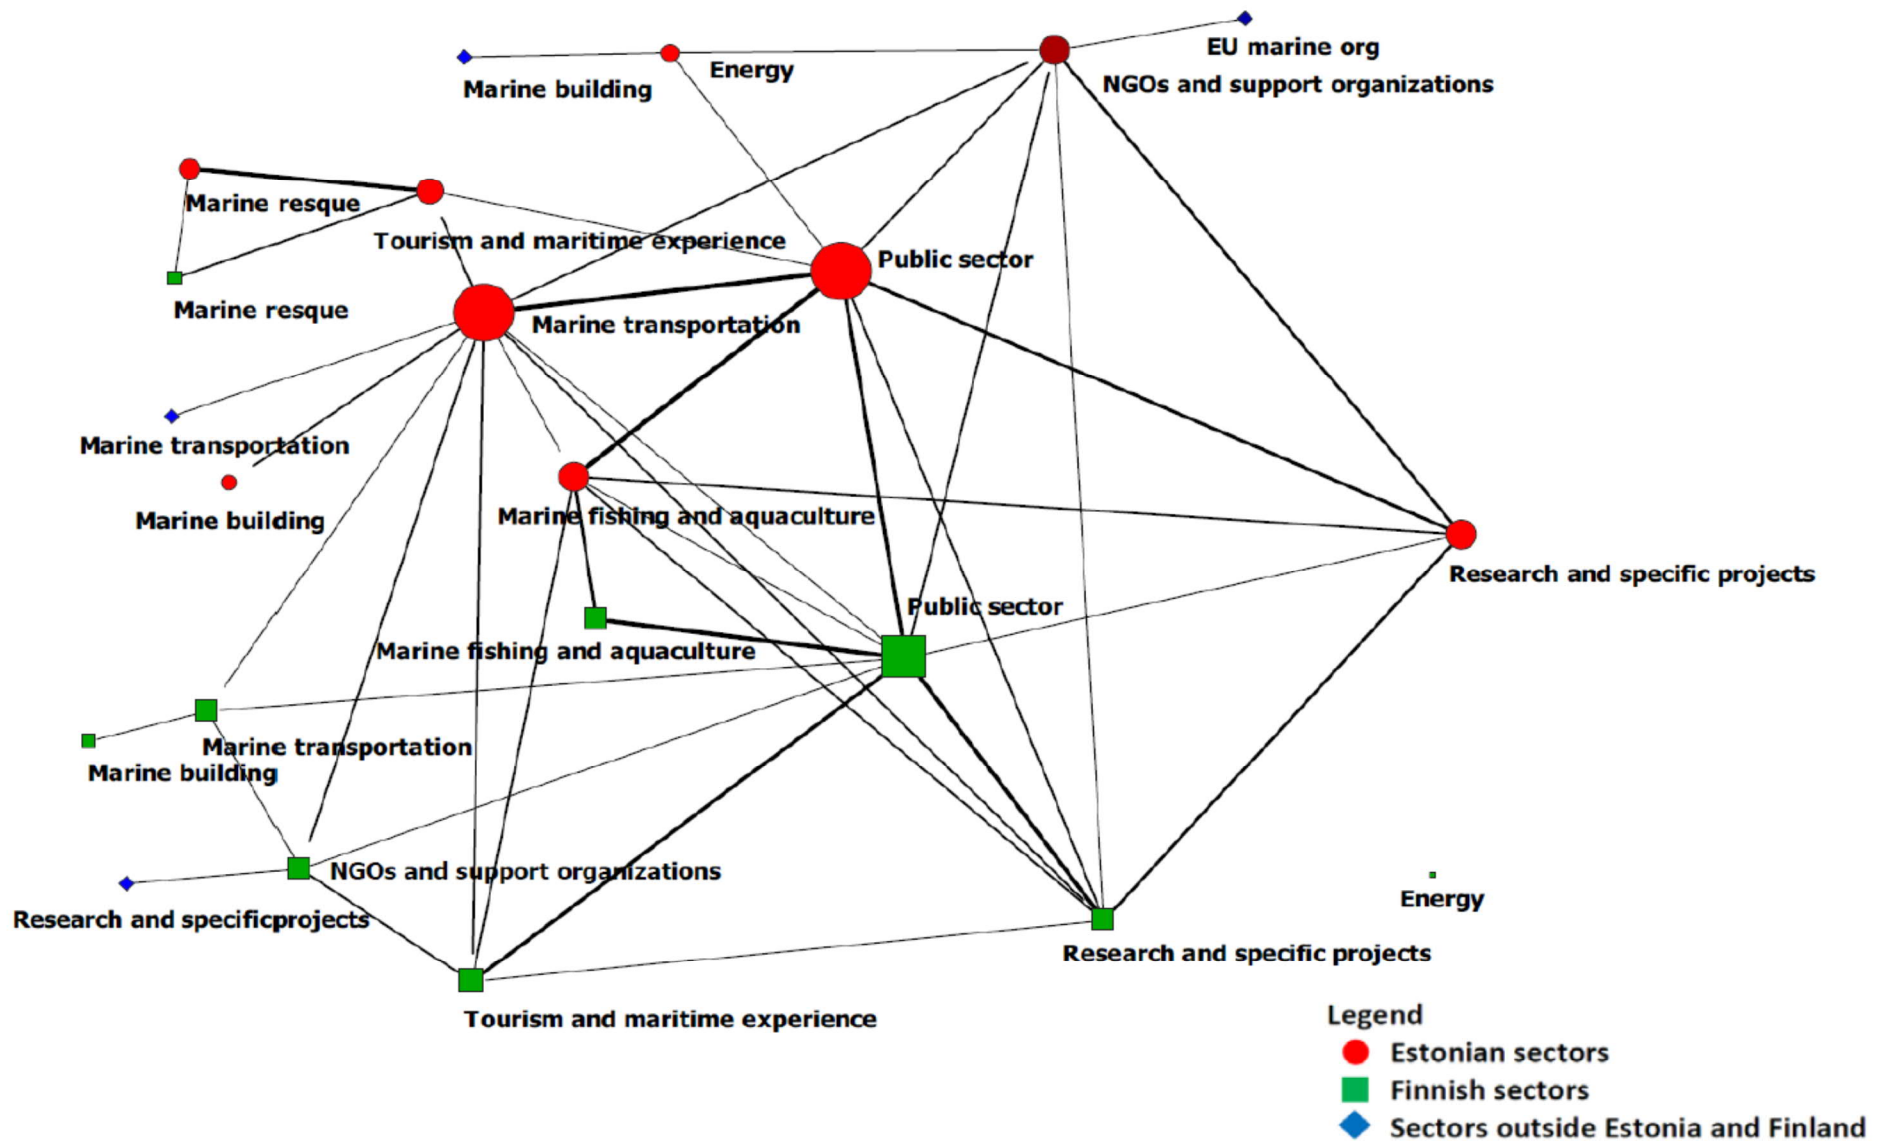 EU marine org
Energy
Marine building
NGOs and support organizations
Marine resque
Tourism and maritime experience
Public sector
Marine resque
Marine transportation
Marine transportation
Marine building
Marine fishing and aquaculture
Research and specific projects
Public sector
Marine fishing and aquaculture
Marine transportation
Marine building
NGOs and support organizations
Energy
Research and specificprojects
Research and specific projects
Tourism and maritime experience
Legend
Estonian sectors
Finnish sectors
Sectors outside Estonia and Finland